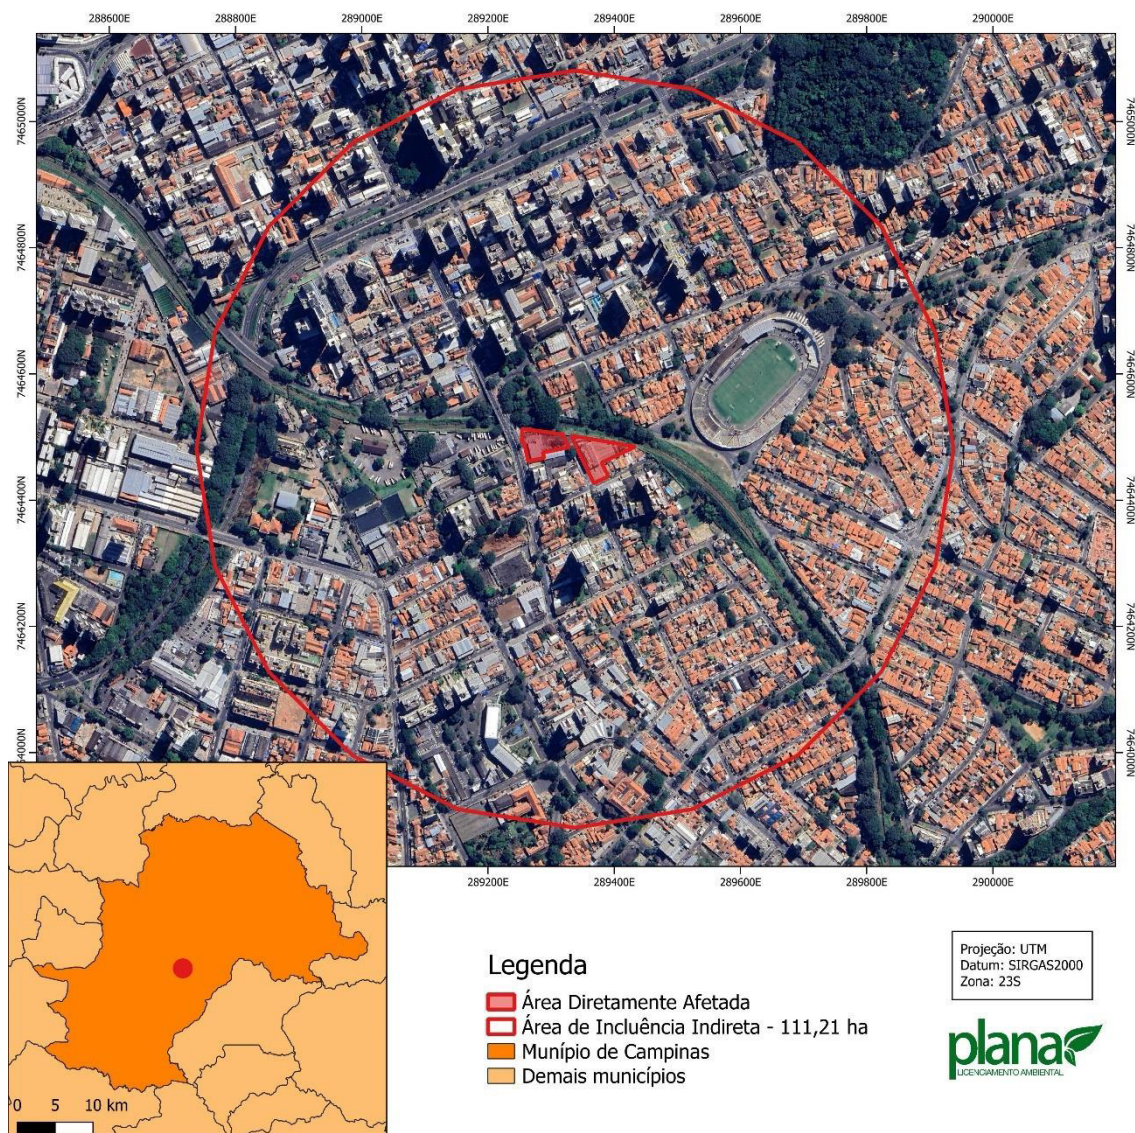 288600E 288800E 289000E 289200E 289400E 289600E 289800E 290000E
7465000N 7465000N
7464800N 7464800N
7464600N 7464600N
7464400N 7464400N
7464200N 7464200N
7464000N 7464000N
289200E 289400E 289600E 289800E 290000E
Legenda
Área Diretamente Afetada
Área de Incluência Indireta - 111,21 ha
Munípio de Campinas
Demais municípios
0 5 10 km
Projeção: UTM
Datum: SIRGAS2000
Zona: 23S
plana
LICENCIAMENTO AMBIENTAL